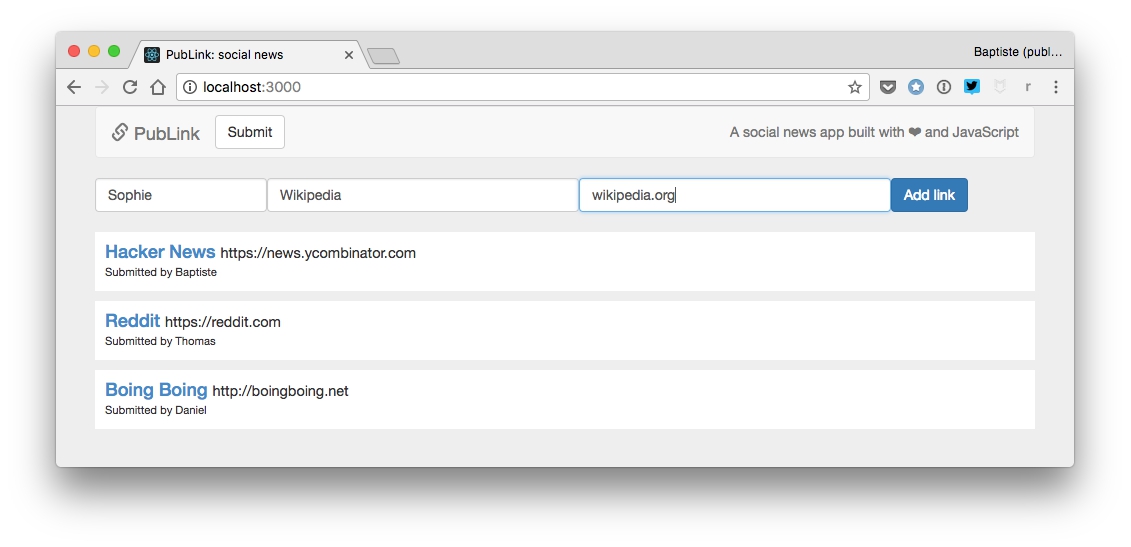 PubLink: social news
Baptiste (publ...
localhost:3000
r
PubLink
Submit
A social news app built with ❤ and JavaScript
Sophie
Wikipedia
wikipedia.org
Add link
Hacker News https://news.ycombinator.com
Submitted by Baptiste
Reddit https://reddit.com
Submitted by Thomas
Boing Boing http://boingboing.net
Submitted by Daniel